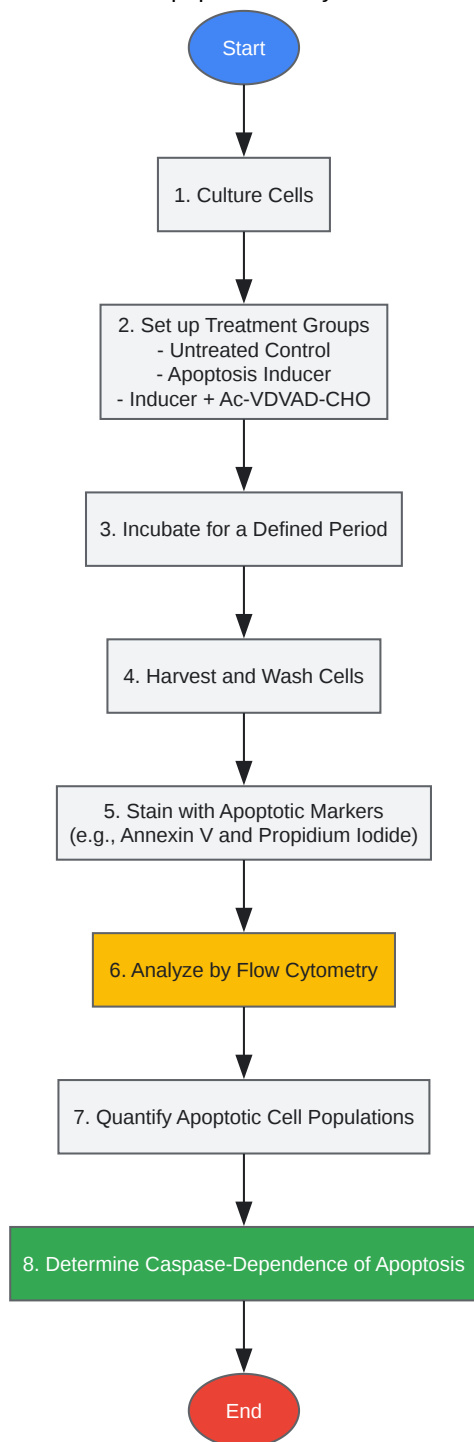 Start
1. Culture Cells
2. Set up Treatment Groups
- Untreated Control
- Apoptosis Inducer
- Inducer + Ac-VDVAD-CHO
3. Incubate for a Defined Period
4. Harvest and Wash Cells
5. Stain with Apoptotic Markers
(e.g., Annexin V and Propidium Iodide)
6. Analyze by Flow Cytometry
7. Quantify Apoptotic Cell Populations
8. Determine Caspase-Dependence of Apoptosis
End